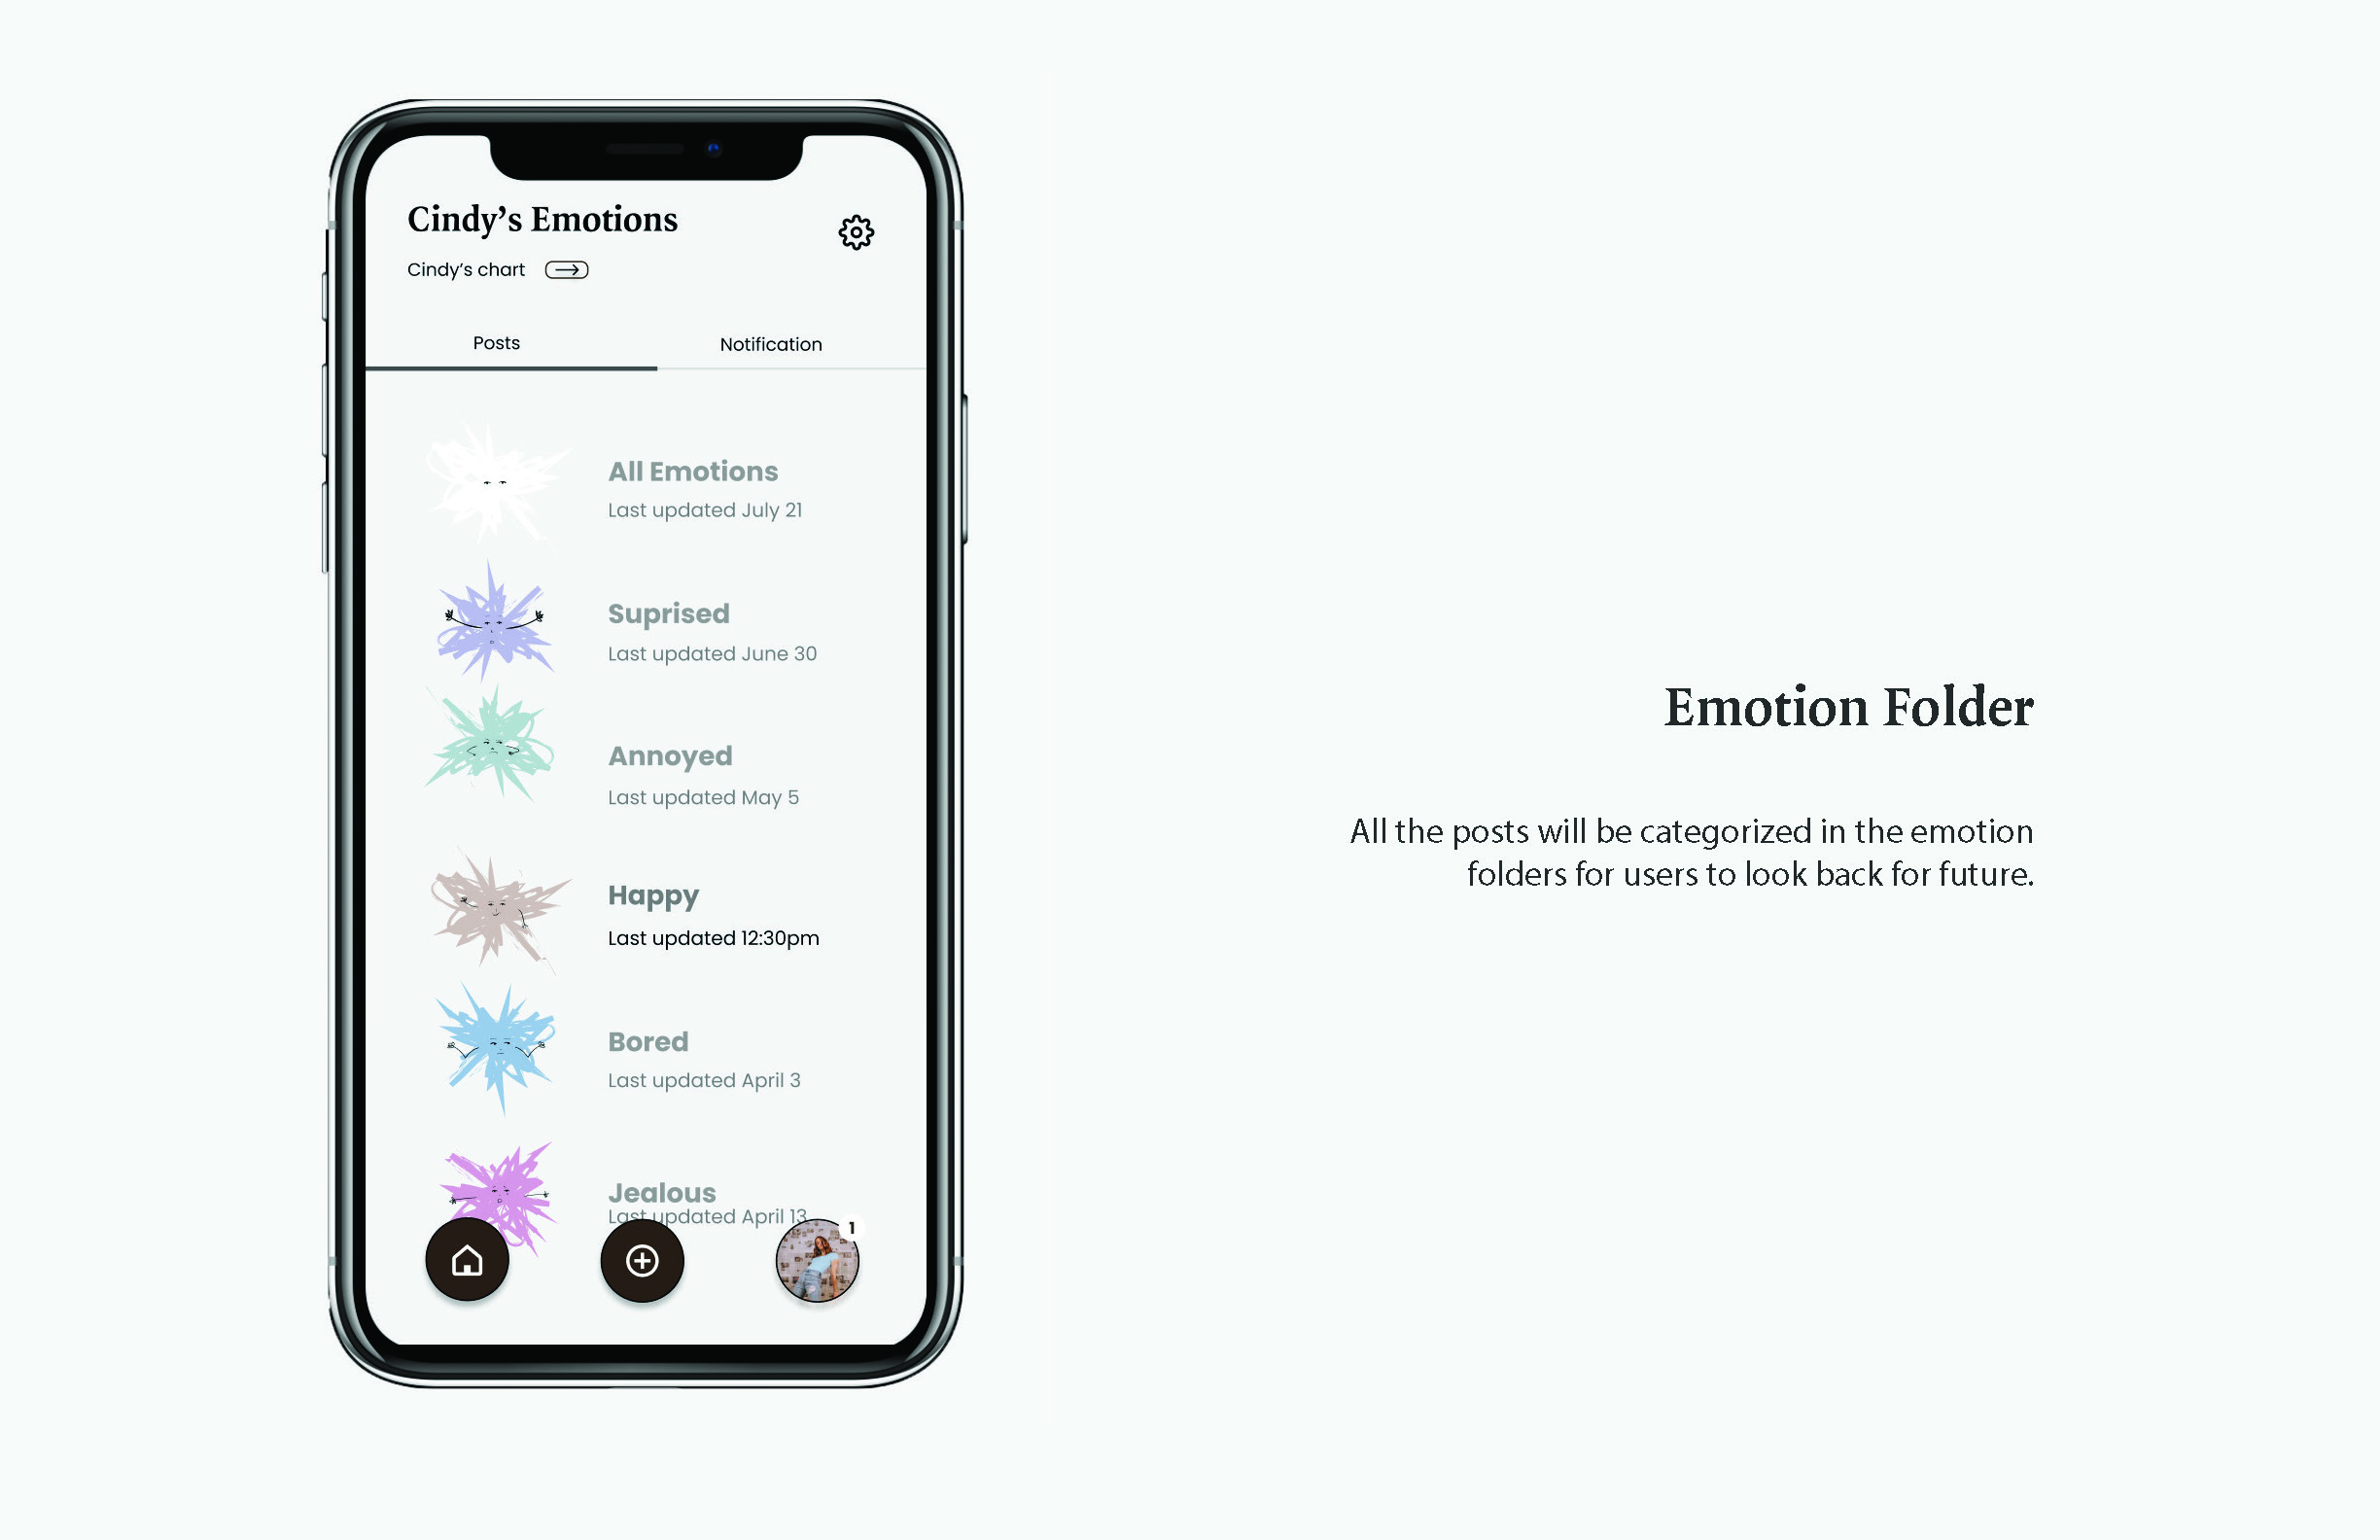 Cindy’s Emotions
Cindy’s chart
Posts
Notification
All Emotions
Last updated July 21
Suprised
Last updated June 30
Annoyed
Last updated May 5
Happy
Last updated 12:30pm
Bored
Last updated April 3
Jealous
Last updated April 13
1
Emotion Folder
All the posts will be categorized in the emotion
folders for users to look back for future.